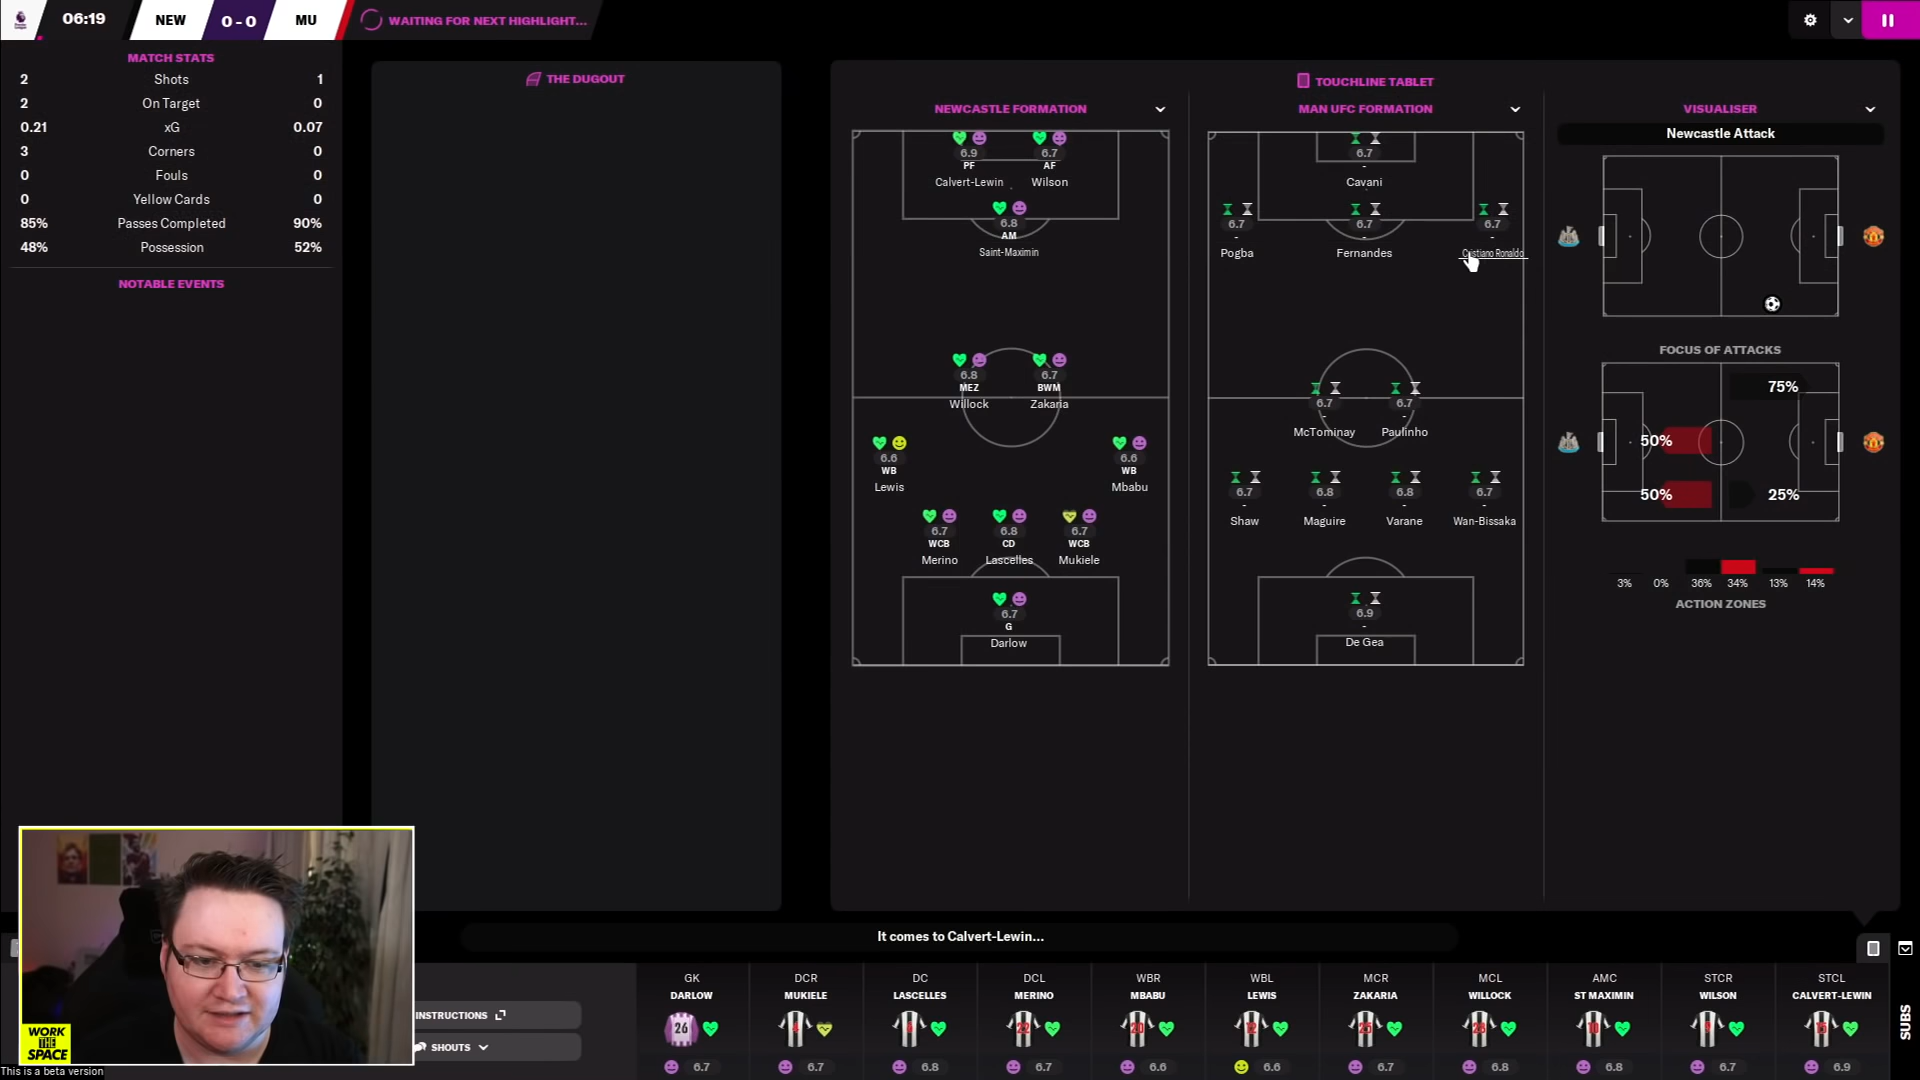 06:19
NEW
0 - 0
MU
WAITING FOR NEXT HIGHLIGHT...
MATCH STATS
2 Shots 1
2 On Target 0
0.21 xG 0.07
3 Corners 0
0 Fouls 0
0 Yellow Cards 0
85% Passes Completed 90%
48% Possession 52%
NOTABLE EVENTS
THE DUGOUT
TOUCHLINE TABLET
NEWCASTLE FORMATION
6.9 6.7
PF AF
Calvert-Lewin Wilson
6.8
AM
Saint-Maximin
6.8 6.7
MEZ BWM
Willock Zakaria
6.6 6.6
WB WB
Lewis Mbabu
6.7 6.8 6.7
WCB CD WCB
Merino Lascelles Mukiele
6.7
G
Darlow
MAN UFC FORMATION
6.7
-
Cavani
6.7 6.7 6.7
- - -
Pogba Fernandes Cristiano Ronaldo
6.7 6.7
- -
McTominay Paulinho
6.7 6.8 6.8 6.7
- - - -
Shaw Maguire Varane Wan-Bissaka
6.9
-
De Gea
VISUALISER
Newcastle Attack
FOCUS OF ATTACKS
75%
50%
50% 25%
3% 0% 36% 34% 13% 14%
ACTION ZONES
It comes to Calvert-Lewin...
INSTRUCTIONS
SHOUTS
GK DCR DC DCL WBR WBL MCR MCL AMC STCR STCL
DARLOW MUKIELE LASCELLES MERINO MBABU LEWIS ZAKARIA WILLOCK ST MAXIMIN WILSON CALVERT-LEWIN
6.7 6.7 6.8 6.7 6.6 6.6 6.7 6.8 6.8 6.7 6.9
SUBS
WORK
THE
SPACE
This is a beta version